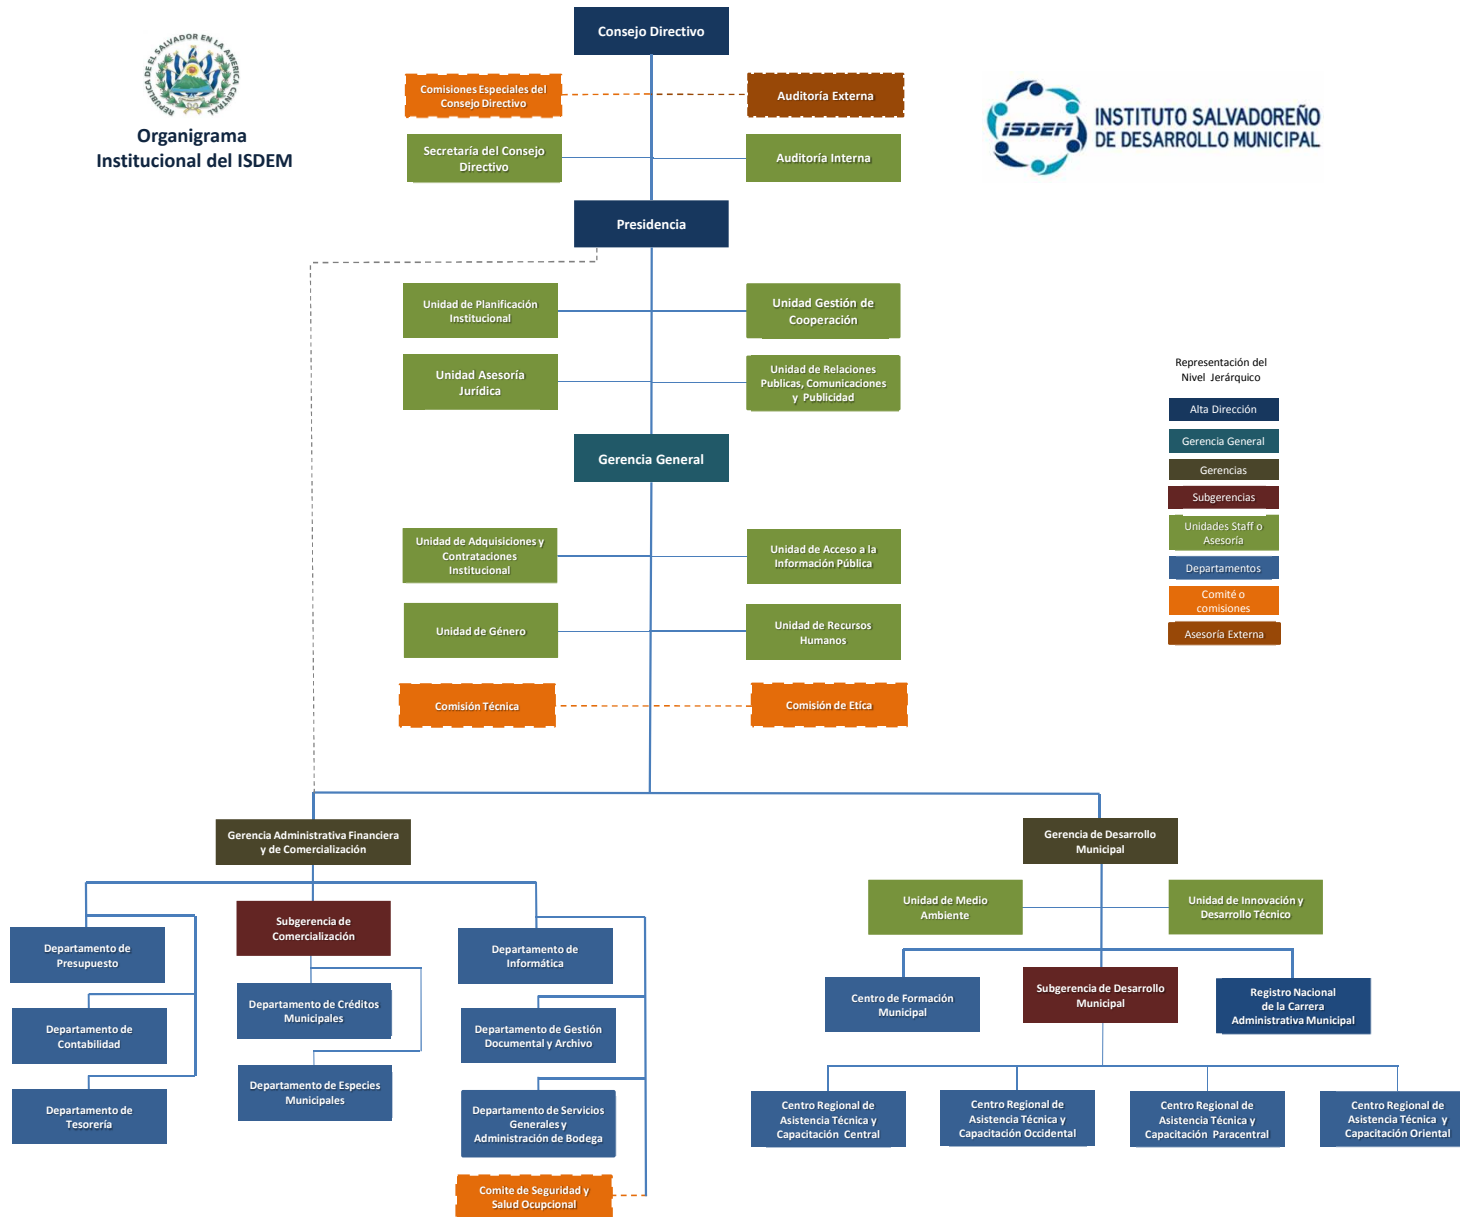 Consejo Directivo
REPUBLICA DE EL SALVADOR EN LA AMERICA CENTRAL
Organigrama
Institucional del ISDEM
Comisiones Especiales del
Consejo Directivo
Auditoría Externa
ISDEM
INSTITUTO SALVADOREÑO
DE DESARROLLO MUNICIPAL
Secretaría del Consejo
Directivo
Auditoría Interna
Presidencia
Unidad de Planificación
Institucional
Unidad Gestión de
Cooperación
Unidad Asesoría
Jurídica
Unidad de Relaciones
Publicas, Comunicaciones
y Publicidad
Representación del
Nivel Jerárquico
Alta Dirección
Gerencia General
Gerencias
Subgerencias
Unidades Staff o
Asesoría
Departamentos
Comité o
comisiones
Asesoría Externa
Gerencia General
Unidad de Adquisiciones y
Contrataciones
Institucional
Unidad de Acceso a la
Información Pública
Unidad de Género
Unidad de Recursos
Humanos
Comisión Técnica
Comisión de Etica
Gerencia Administrativa Financiera
y de Comercialización
Gerencia de Desarrollo
Municipal
Unidad de Medio
Ambiente
Unidad de Innovación y
Desarrollo Técnico
Subgerencia de
Comercialización
Departamento de
Presupuesto
Departamento de
Informática
Departamento de Créditos
Municipales
Centro de Formación
Municipal
Subgerencia de Desarrollo
Municipal
Registro Nacional
de la Carrera
Administrativa Municipal
Departamento de
Contabilidad
Departamento de Gestión
Documental y Archivo
Departamento de Especies
Municipales
Departamento de
Tesorería
Departamento de Servicios
Generales y
Administración de Bodega
Centro Regional de
Asistencia Técnica y
Capacitación Central
Centro Regional de
Asistencia Técnica y
Capacitación Occidental
Centro Regional de
Asistencia Técnica y
Capacitación Paracentral
Centro Regional de
Asistencia Técnica y
Capacitación Oriental
Comite de Seguridad y
Salud Ocupcional